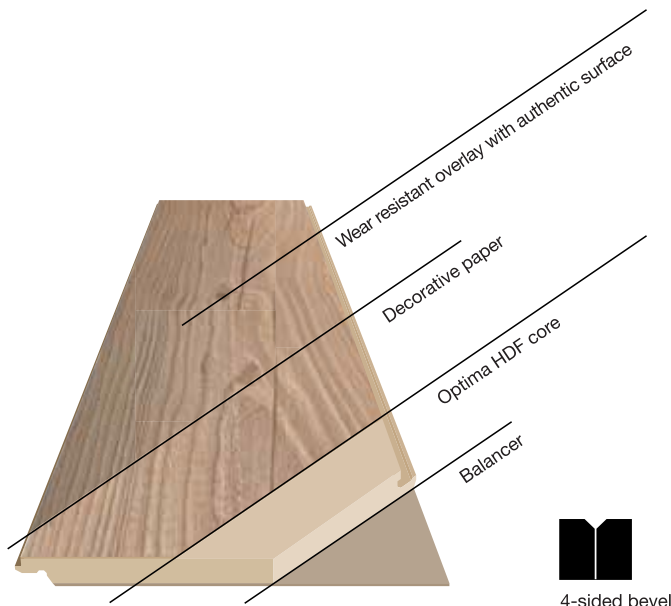 Wear resistant overlay with authentic surface
Decorative paper
Optima HDF core
Balancer
4-sided bevel